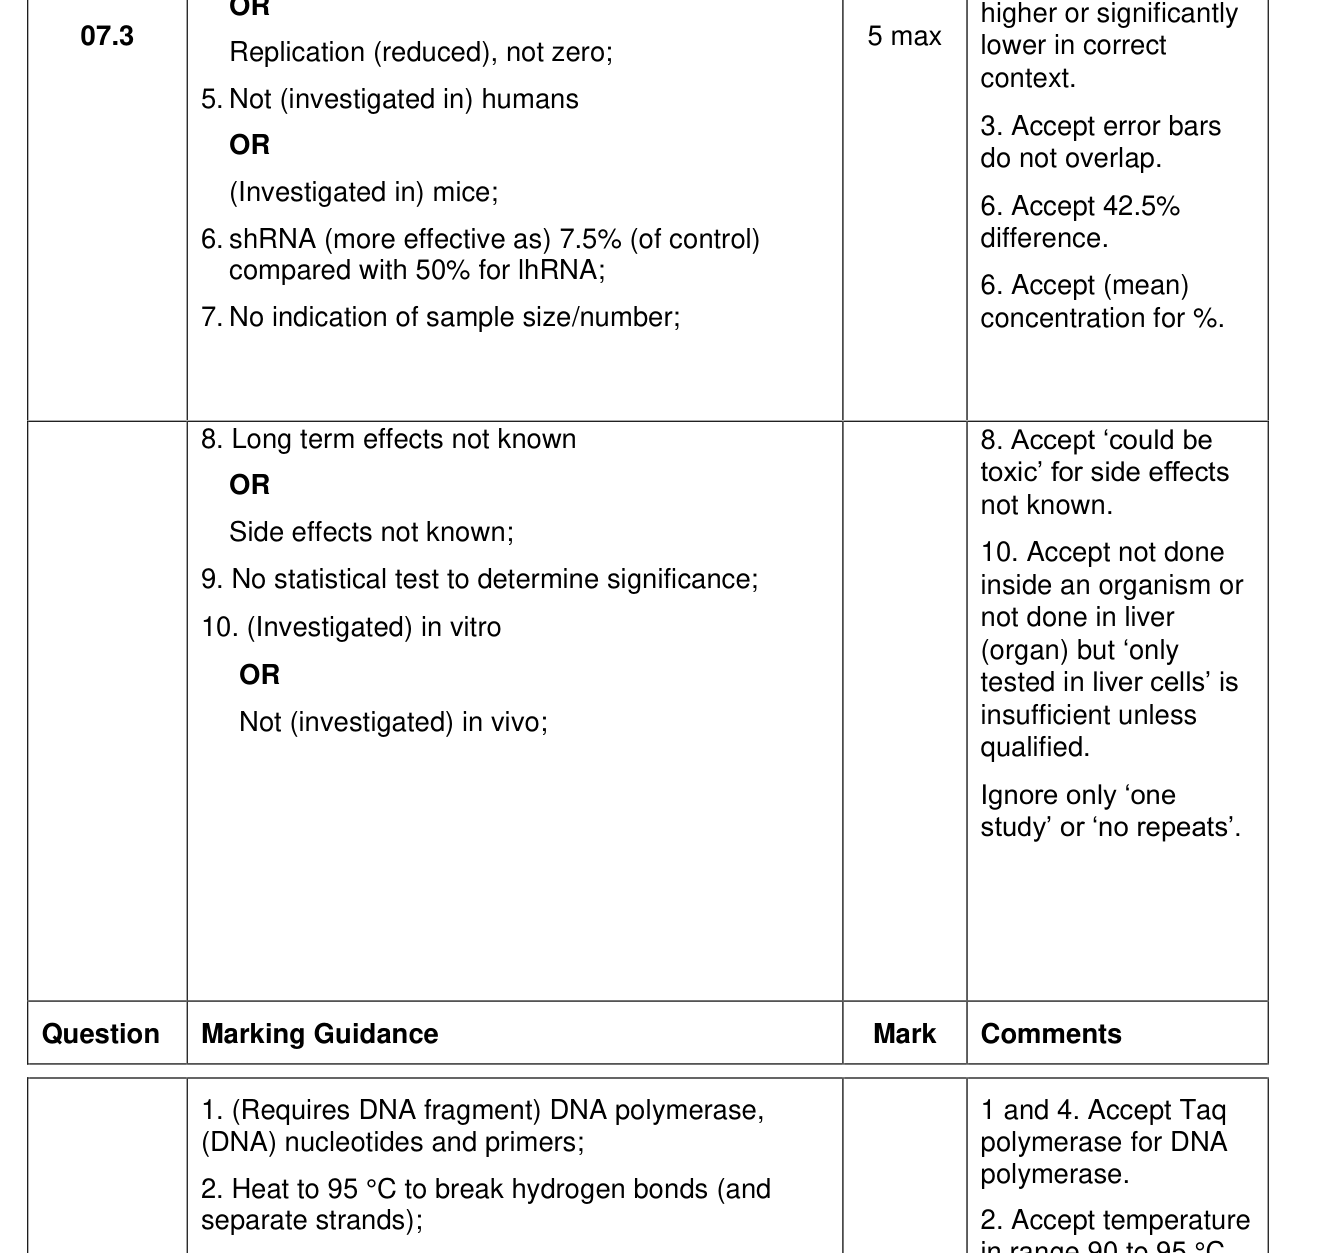 OR
07.3
Replication (reduced), not zero;
5. Not (investigated in) humans
OR
(Investigated in) mice;
6. shRNA (more effective as) 7.5% (of control)
compared with 50% for lhRNA;
7. No indication of sample size/number;
5 max
higher or significantly
lower in correct
context.
3. Accept error bars
do not overlap.
6. Accept 42.5%
difference.
6. Accept (mean)
concentration for %.
8. Long term effects not known
OR
Side effects not known;
9. No statistical test to determine significance;
10. (Investigated) in vitro
OR
Not (investigated) in vivo;
8. Accept ‘could be
toxic’ for side effects
not known.
10. Accept not done
inside an organism or
not done in liver
(organ) but ‘only
tested in liver cells’ is
insufficient unless
qualified.
Ignore only ‘one
study’ or ‘no repeats’.
Question Marking Guidance Mark Comments
1. (Requires DNA fragment) DNA polymerase,
(DNA) nucleotides and primers;
2. Heat to 95 °C to break hydrogen bonds (and
separate strands);
1 and 4. Accept Taq
polymerase for DNA
polymerase.
2. Accept temperature
in range 90 to 95 °C